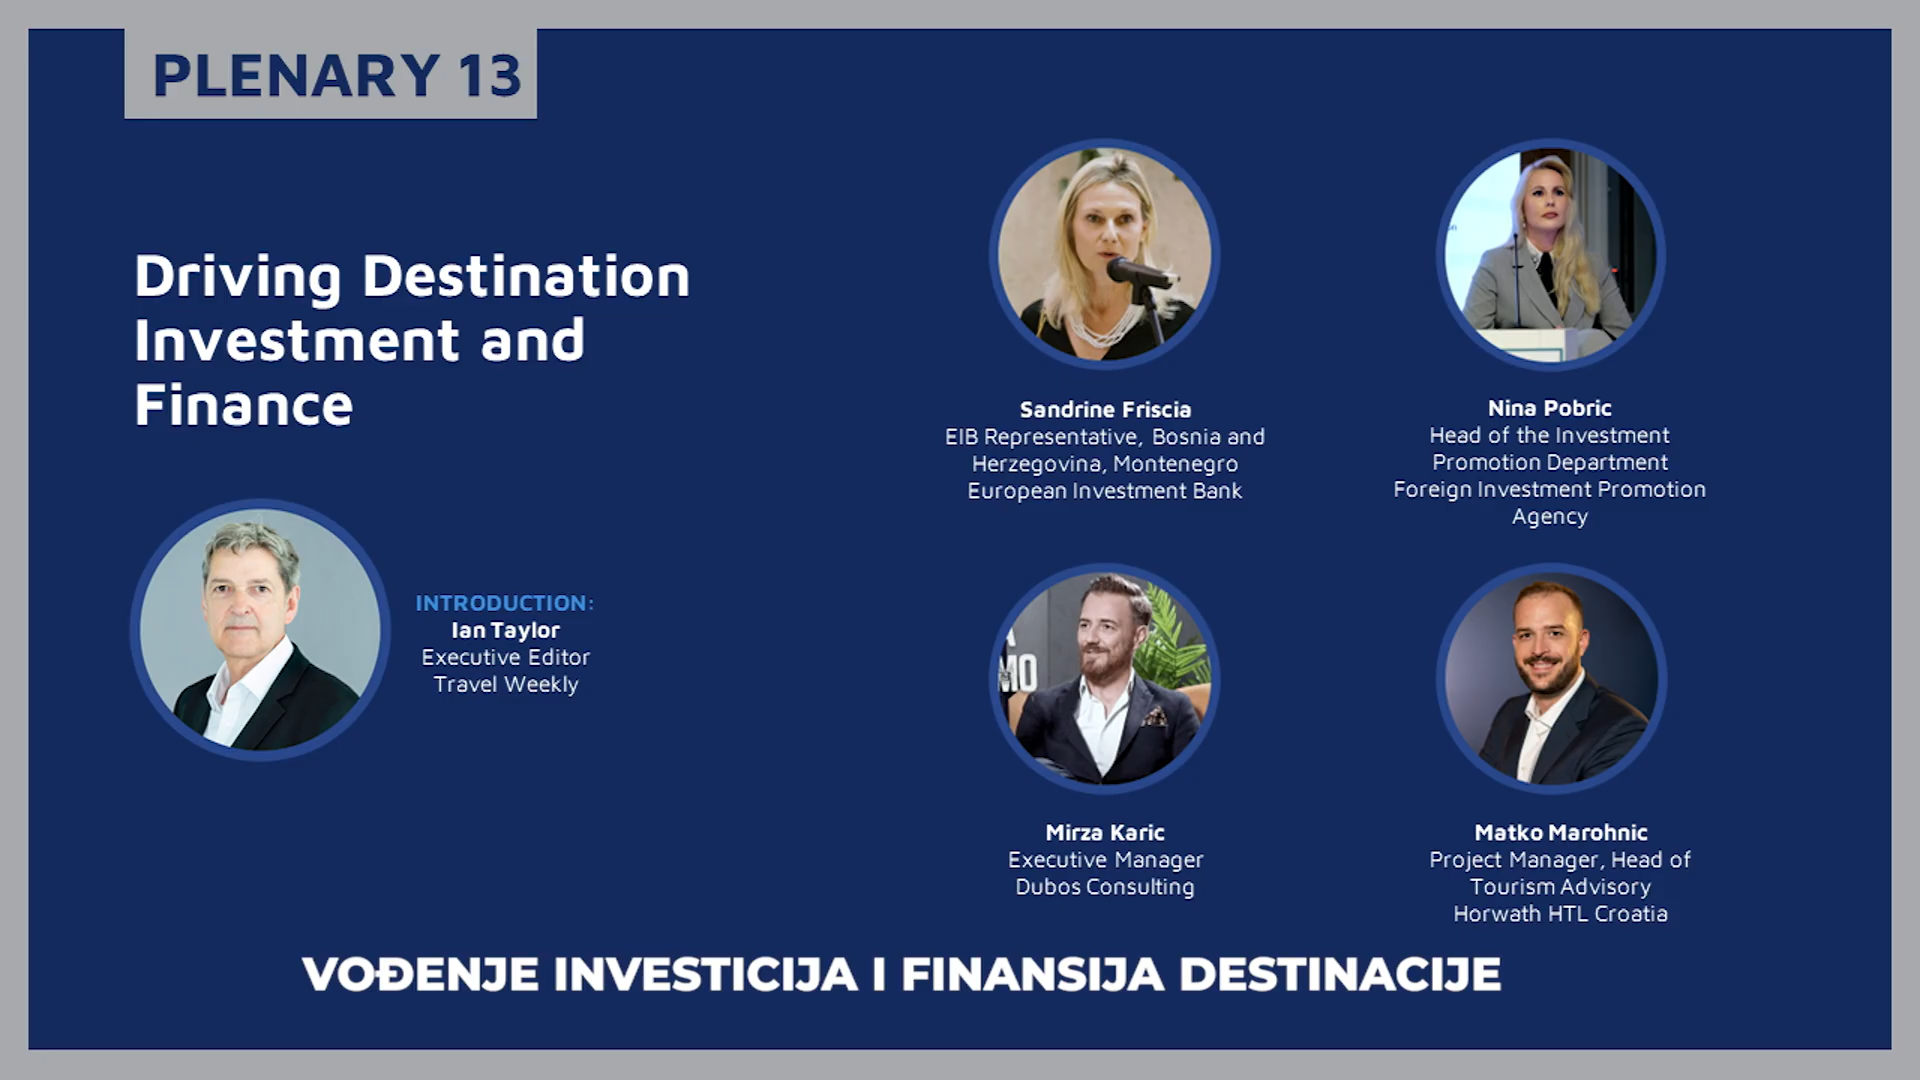 PLENARY 13
Driving Destination
Investment and
Finance
INTRODUCTION:
Ian Taylor
Executive Editor
Travel Weekly
Sandrine Friscia
EIB Representative, Bosnia and
Herzegovina, Montenegro
European Investment Bank
Nina Pobric
Head of the Investment
Promotion Department
Foreign Investment Promotion
Agency
MO
Mirza Karic
Executive Manager
Dubos Consulting
Matko Marohnic
Project Manager, Head of
Tourism Advisory
Horwath HTL Croatia
VOĐENJE INVESTICIJA I FINANSIJA DESTINACIJE